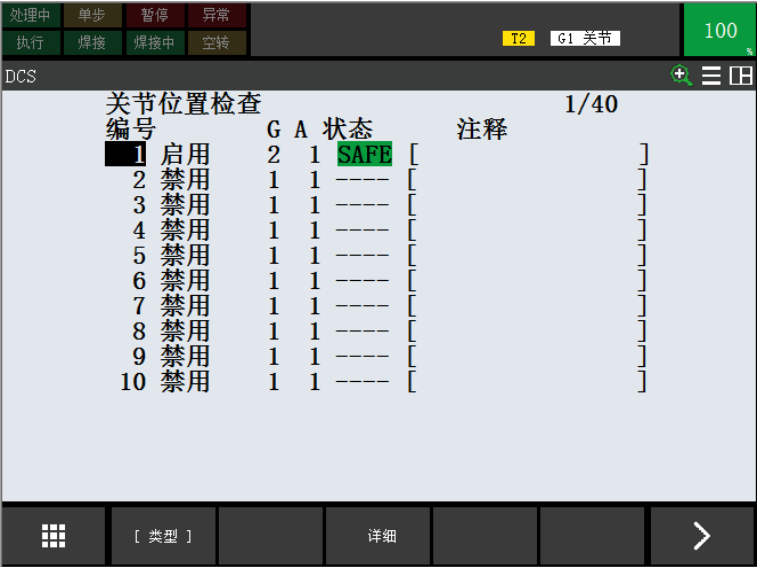 处理中 单步 暂停 异常
执行 焊接 焊接中 空转
T2 G1 关节
100
%
DCS
关节位置检查 1/40
编号 G A 状态 注释
1 启用 2 1 SAFE [ ]
2 禁用 1 1 ---- [ ]
3 禁用 1 1 ---- [ ]
4 禁用 1 1 ---- [ ]
5 禁用 1 1 ---- [ ]
6 禁用 1 1 ---- [ ]
7 禁用 1 1 ---- [ ]
8 禁用 1 1 ---- [ ]
9 禁用 1 1 ---- [ ]
10 禁用 1 1 ---- [ ]
[ 类型 ] 详细